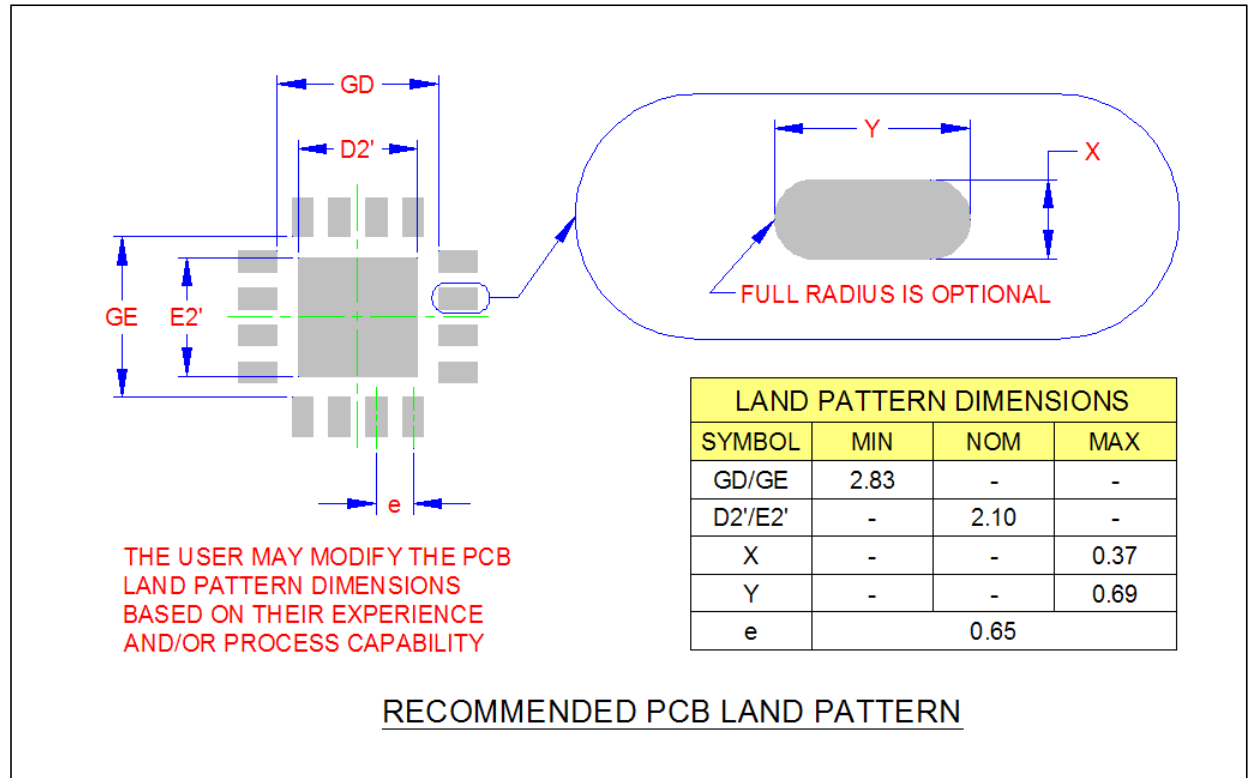 GD
D2'
GE
E2'
e
Y
X
FULL RADIUS IS OPTIONAL
THE USER MAY MODIFY THE PCB
LAND PATTERN DIMENSIONS
BASED ON THEIR EXPERIENCE
AND/OR PROCESS CAPABILITY
LAND PATTERN DIMENSIONS
SYMBOL MIN NOM MAX
GD/GE 2.83 - -
D2'/E2' - 2.10 -
X - - 0.37
Y - - 0.69
e 0.65
RECOMMENDED PCB LAND PATTERN